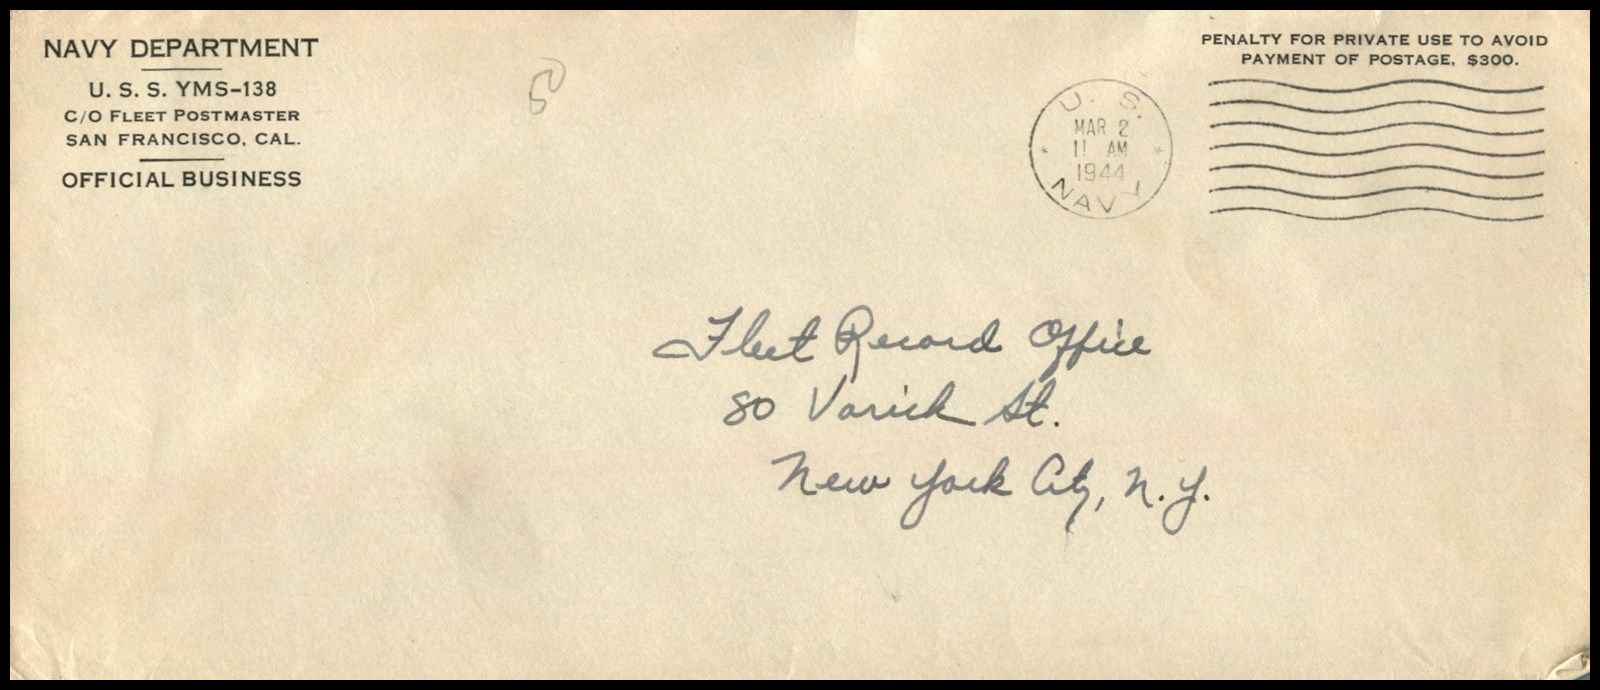 NAVY DEPARTMENT
U. S. S. YMS-138
C/O FLEET POSTMASTER
SAN FRANCISCO, CAL.
OFFICIAL BUSINESS
50
PENALTY FOR PRIVATE USE TO AVOID
PAYMENT OF POSTAGE, $300.
U. S.
MAR 2
11 AM
1944
NAVY
Fleet Record Office
80 Varick St.
New York City, N.Y.